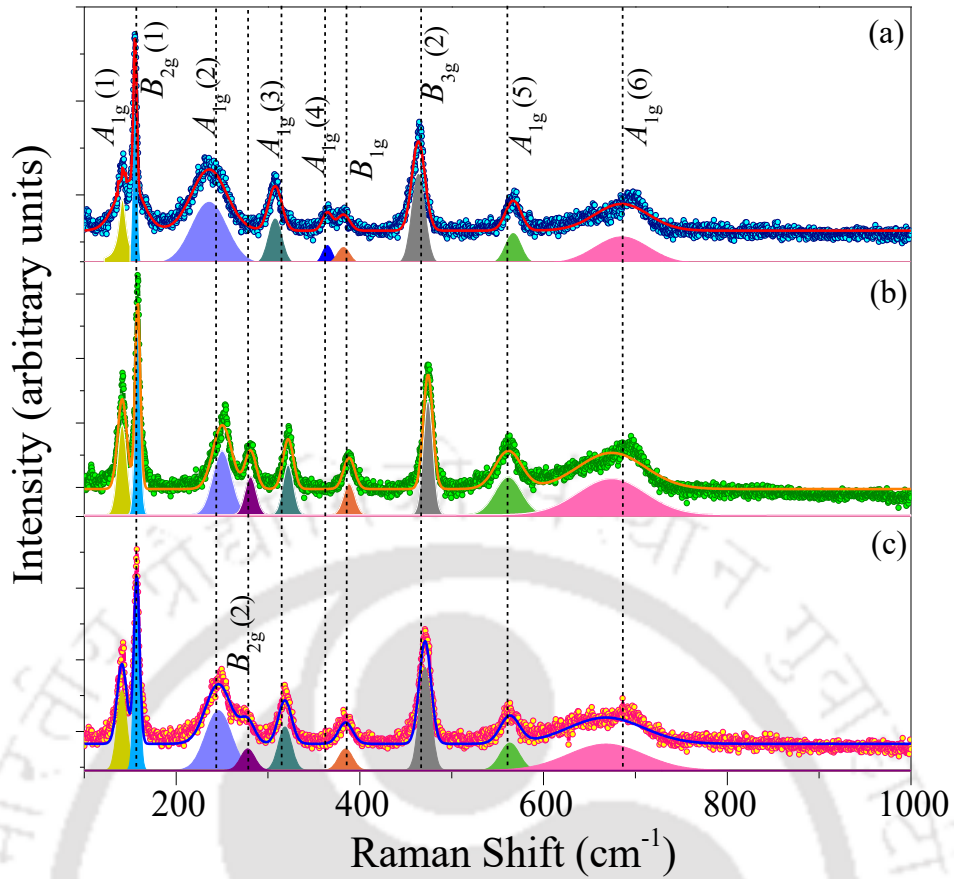 (a)
A1g (1)
B2g (1)
A1g (2)
A1g (3)
A1g (4)
B1g
B3g (2)
A1g (5)
A1g (6)
(b)
(c)
B2g (2)
Intensity (arbitrary units)
200 400 600 800 1000
Raman Shift (cm-1)